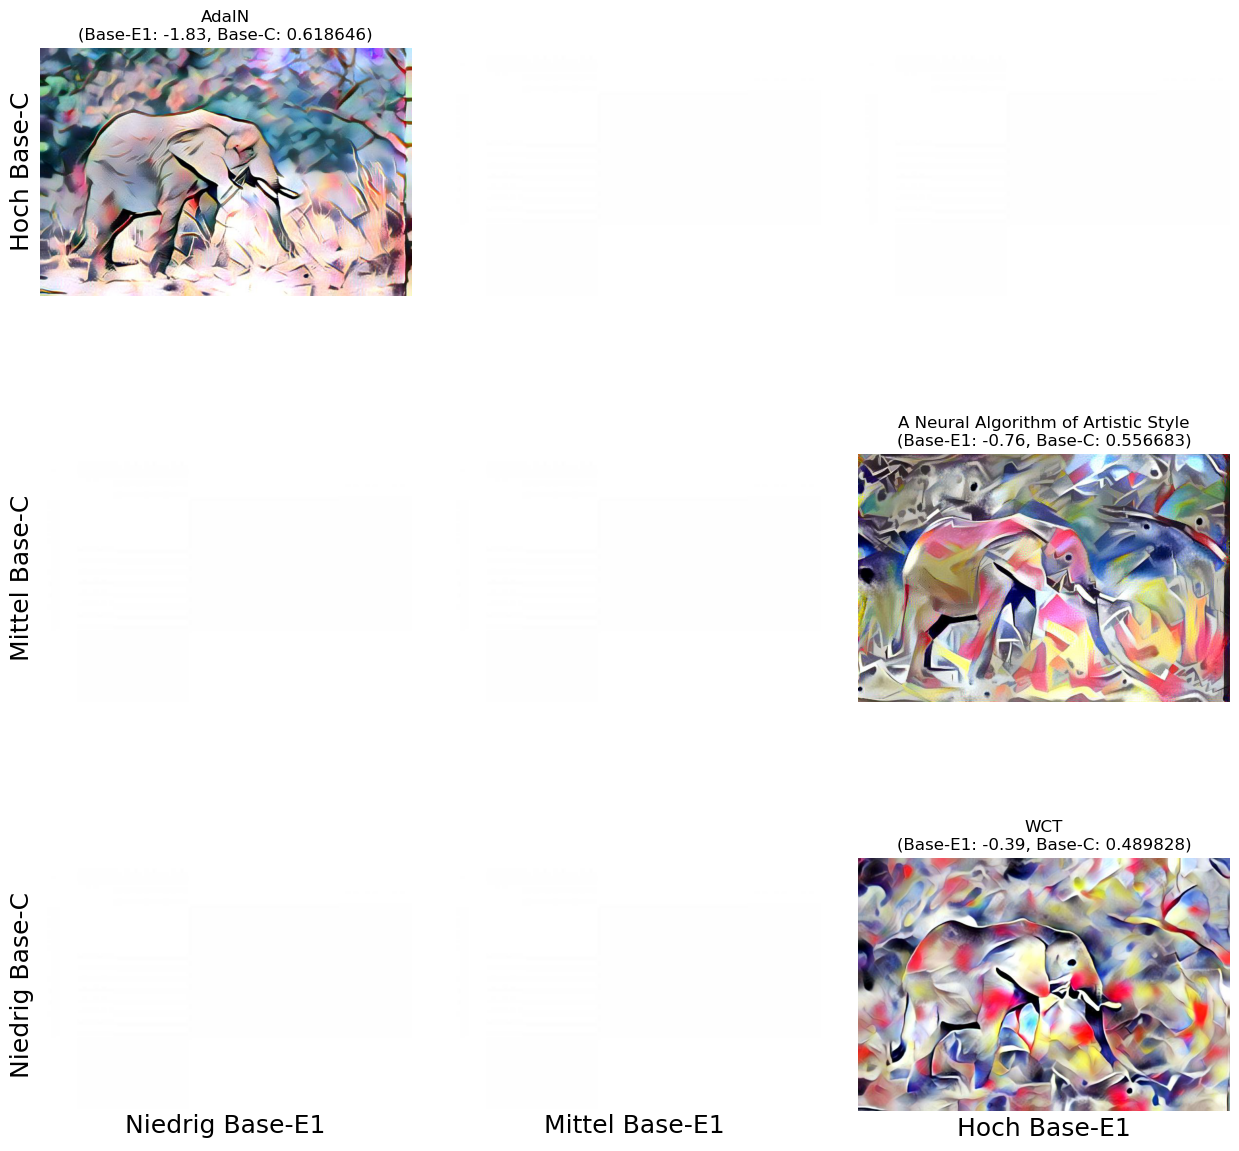 AdaIN
(Base-E1: -1.83, Base-C: 0.618646)
Hoch Base-C
A Neural Algorithm of Artistic Style
(Base-E1: -0.76, Base-C: 0.556683)
Mittel Base-C
WCT
(Base-E1: -0.39, Base-C: 0.489828)
Niedrig Base-C
Niedrig Base-E1
Mittel Base-E1
Hoch Base-E1